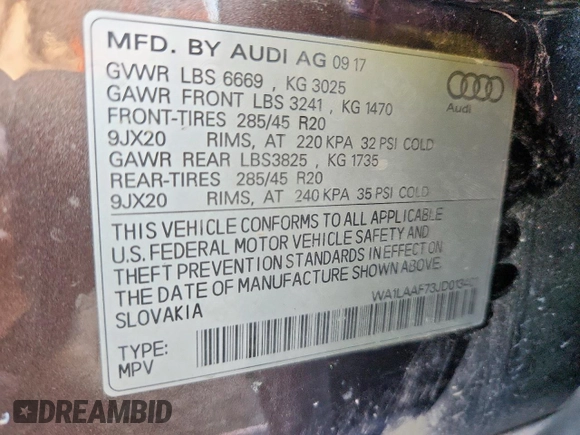 MFD. BY AUDI AG 09 17
GVWR LBS 6669 , KG 3025
GAWR FRONT LBS 3241 , KG 1470
FRONT-TIRES 285/45 R20
9JX20 RIMS, AT 220 KPA 32 PSI COLD
GAWR REAR LBS3825 , KG 1735
REAR-TIRES 285/45 R20
9JX20 RIMS, AT 240 KPA 35 PSI COLD
Audi
THIS VEHICLE CONFORMS TO ALL APPLICABLE
U.S. FEDERAL MOTOR VEHICLE SAFETY AND
THEFT PREVENTION STANDARDS IN EFFECT ON
THE DATE OF MANUFACTURE SHOWN ABOVE.
SLOVAKIA
TYPE:
MPV
DREAMBID